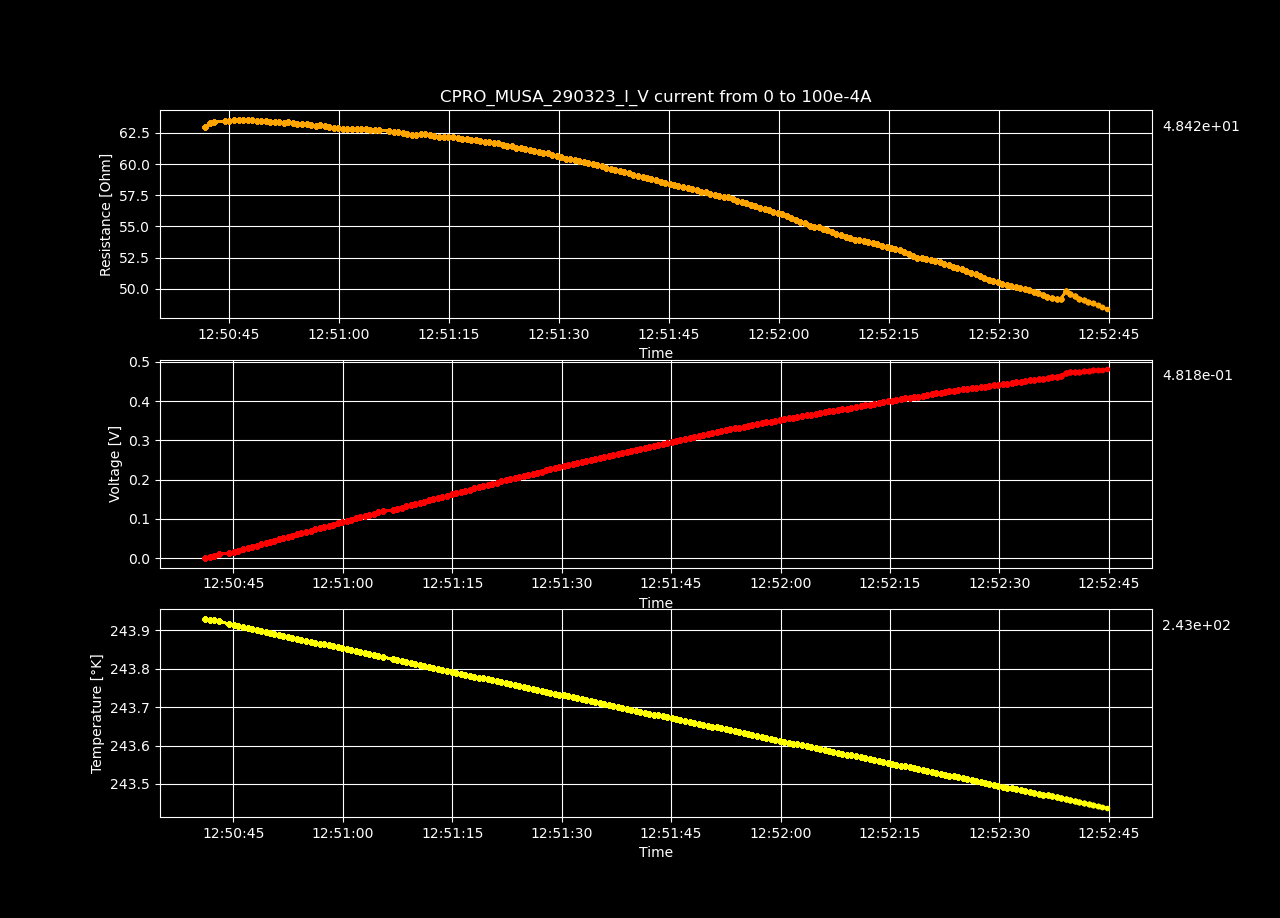 CPRO_MUSA_290323_I_V current from 0 to 100e-4A
4.842e+01
Resistance [Ohm]
62.5
60.0
57.5
55.0
52.5
50.0
12:50:45 12:51:00 12:51:15 12:51:30 12:51:45 12:52:00 12:52:15 12:52:30 12:52:45
Time
4.818e-01
Voltage [V]
0.5
0.4
0.3
0.2
0.1
0.0
12:50:45 12:51:00 12:51:15 12:51:30 12:51:45 12:52:00 12:52:15 12:52:30 12:52:45
Time
2.43e+02
Temperature [°K]
243.9
243.8
243.7
243.6
243.5
12:50:45 12:51:00 12:51:15 12:51:30 12:51:45 12:52:00 12:52:15 12:52:30 12:52:45
Time